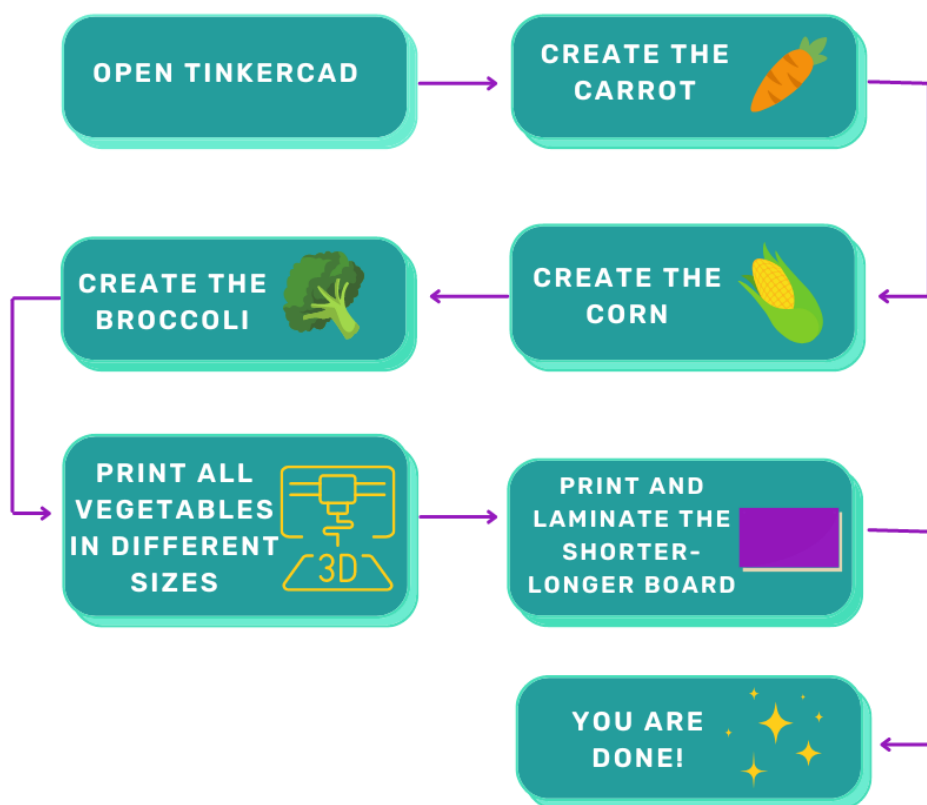 OPEN TINKERCAD
CREATE THE
CARROT
CREATE THE
CORN
CREATE THE
BROCCOLI
PRINT ALL
VEGETABLES
IN DIFFERENT
SIZES
3D
PRINT AND
LAMINATE THE
SHORTER-
LONGER BOARD
YOU ARE
DONE!